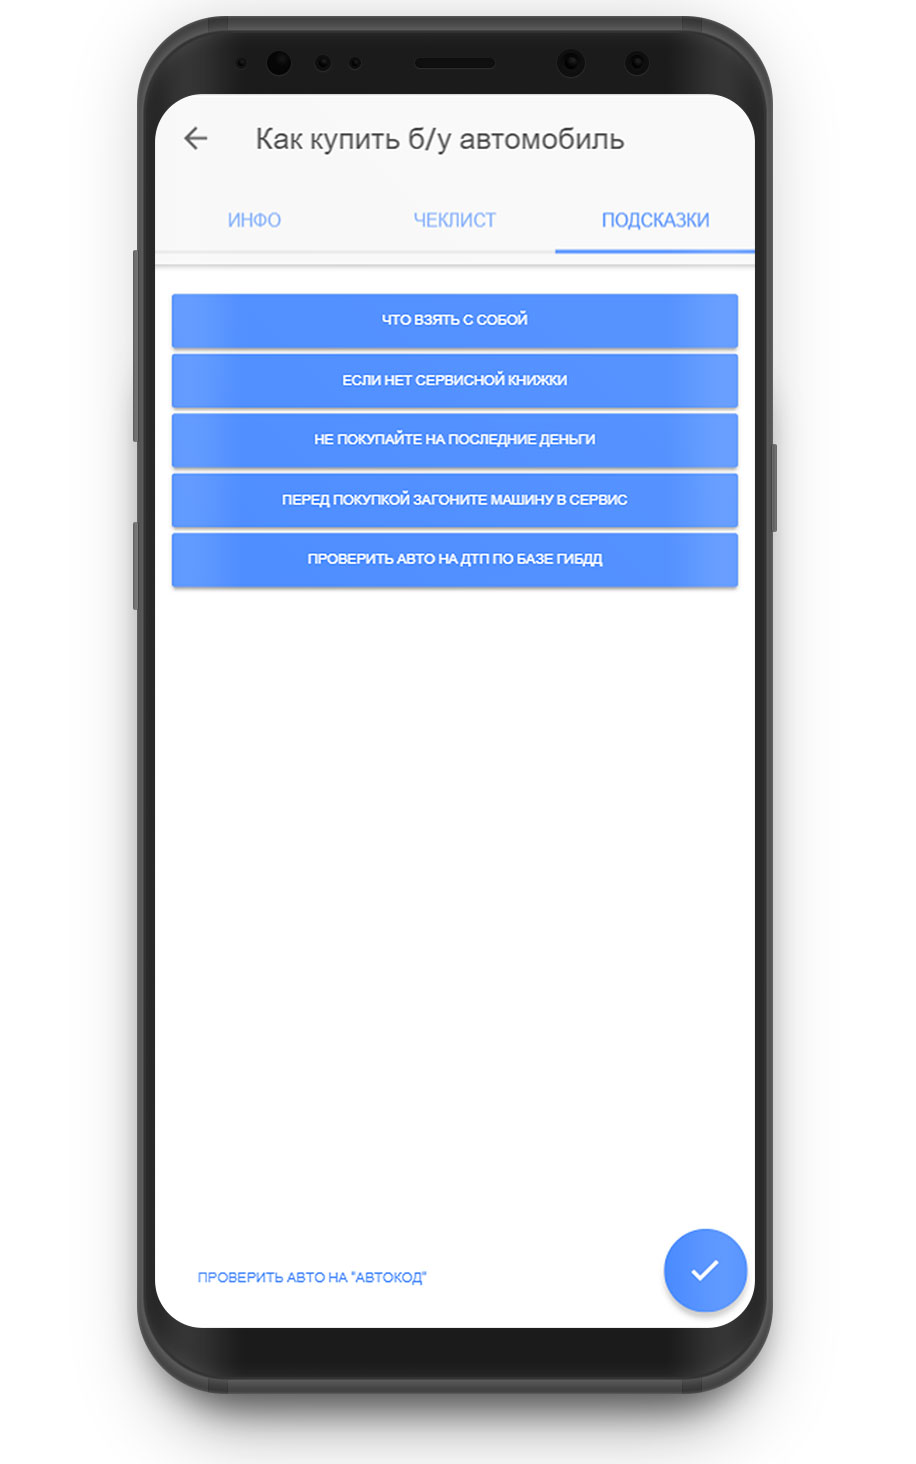 Как купить б/у автомобиль
ИНФО
ЧЕКЛИСТ
ПОДСКАЗКИ
ЧТО ВЗЯТЬ С СОБОЙ
ЕСЛИ НЕТ СЕРВИСНОЙ КНИЖКИ
НЕ ПОКУПАЙТЕ НА ПОСЛЕДНИЕ ДЕНЬГИ
ПЕРЕД ПОКУПКОЙ ЗАГОНИТЕ МАШИНУ В СЕРВИС
ПРОВЕРИТЬ АВТО НА ДТП ПО БАЗЕ ГИБДД
ПРОВЕРИТЬ АВТО НА "АВТОКОД"